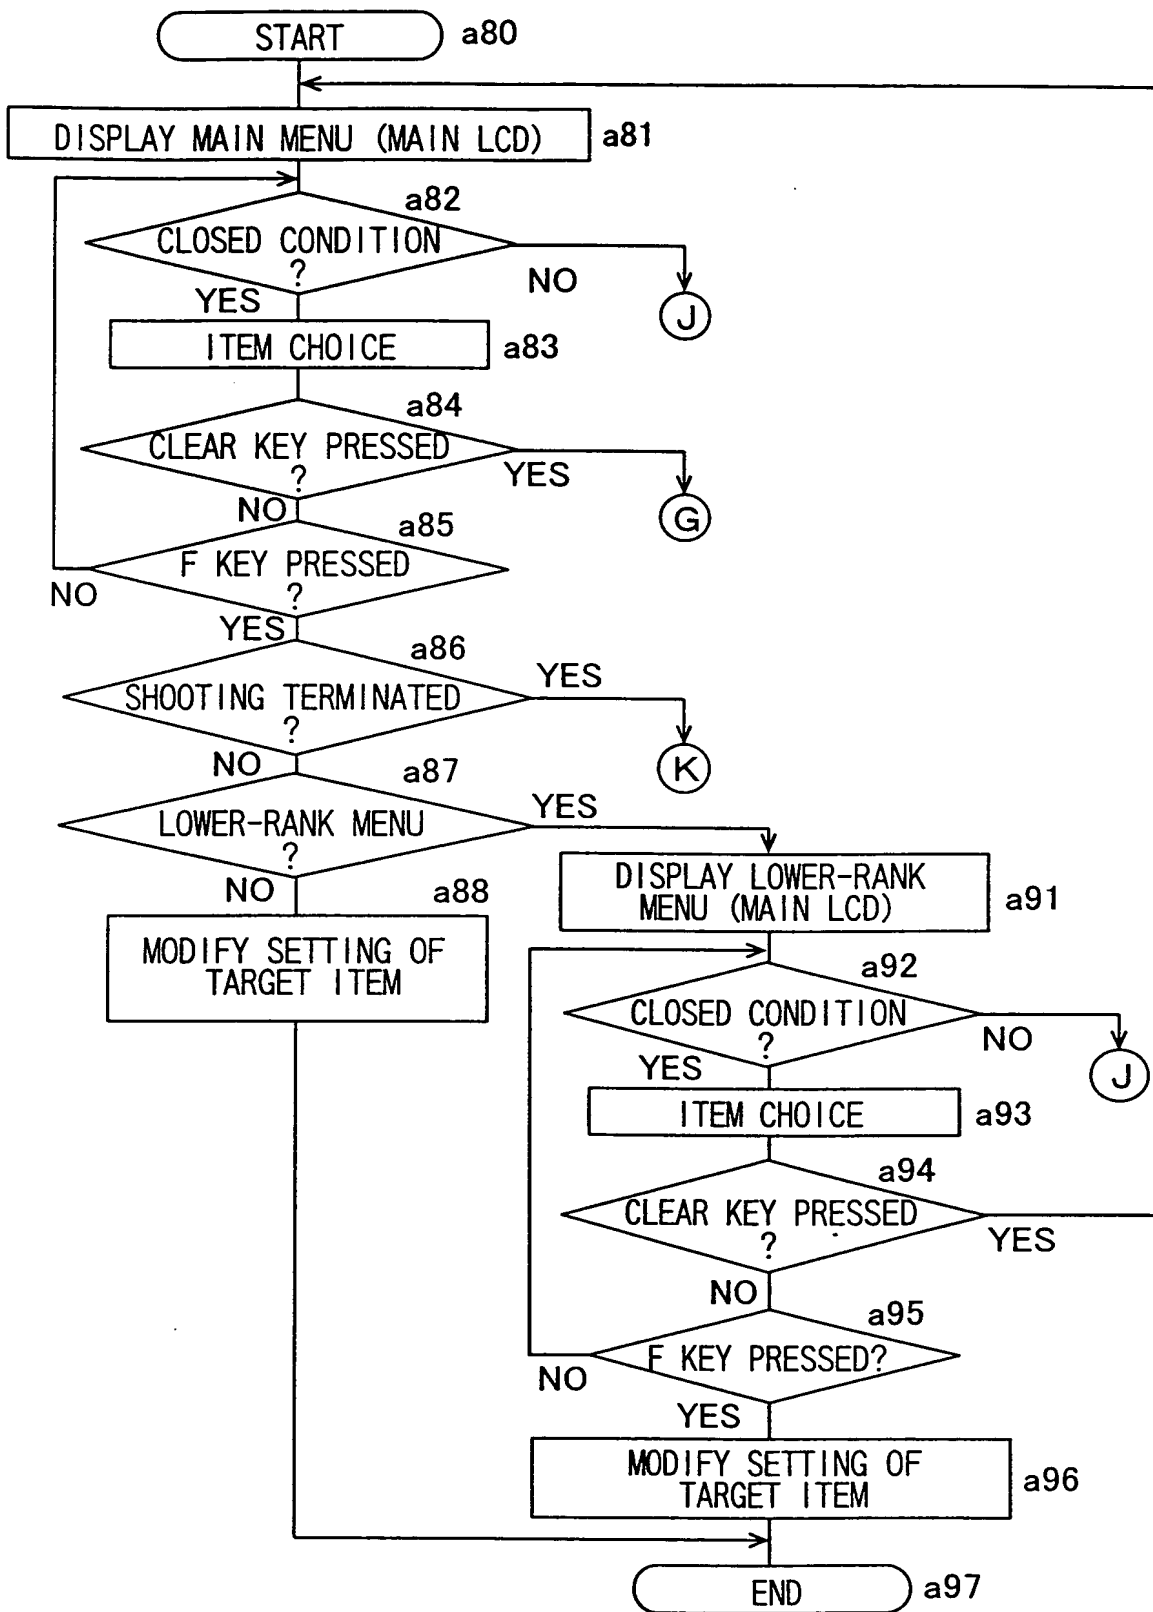 START a80
DISPLAY MAIN MENU (MAIN LCD) a81
a82
CLOSED CONDITION
?
NO
YES
J
ITEM CHOICE a83
a84
CLEAR KEY PRESSED
?
YES
NO
G
a85
F KEY PRESSED
?
NO
YES
a86
SHOOTING TERMINATED
?
YES
NO
K
a87
LOWER-RANK MENU
?
YES
NO
a88
MODIFY SETTING OF
TARGET ITEM
DISPLAY LOWER-RANK
MENU (MAIN LCD)
a91
a92
CLOSED CONDITION
?
NO
YES
J
ITEM CHOICE a93
a94
CLEAR KEY PRESSED
?
YES
NO
a95
F KEY PRESSED?
NO
YES
MODIFY SETTING OF
TARGET ITEM
a96
END a97